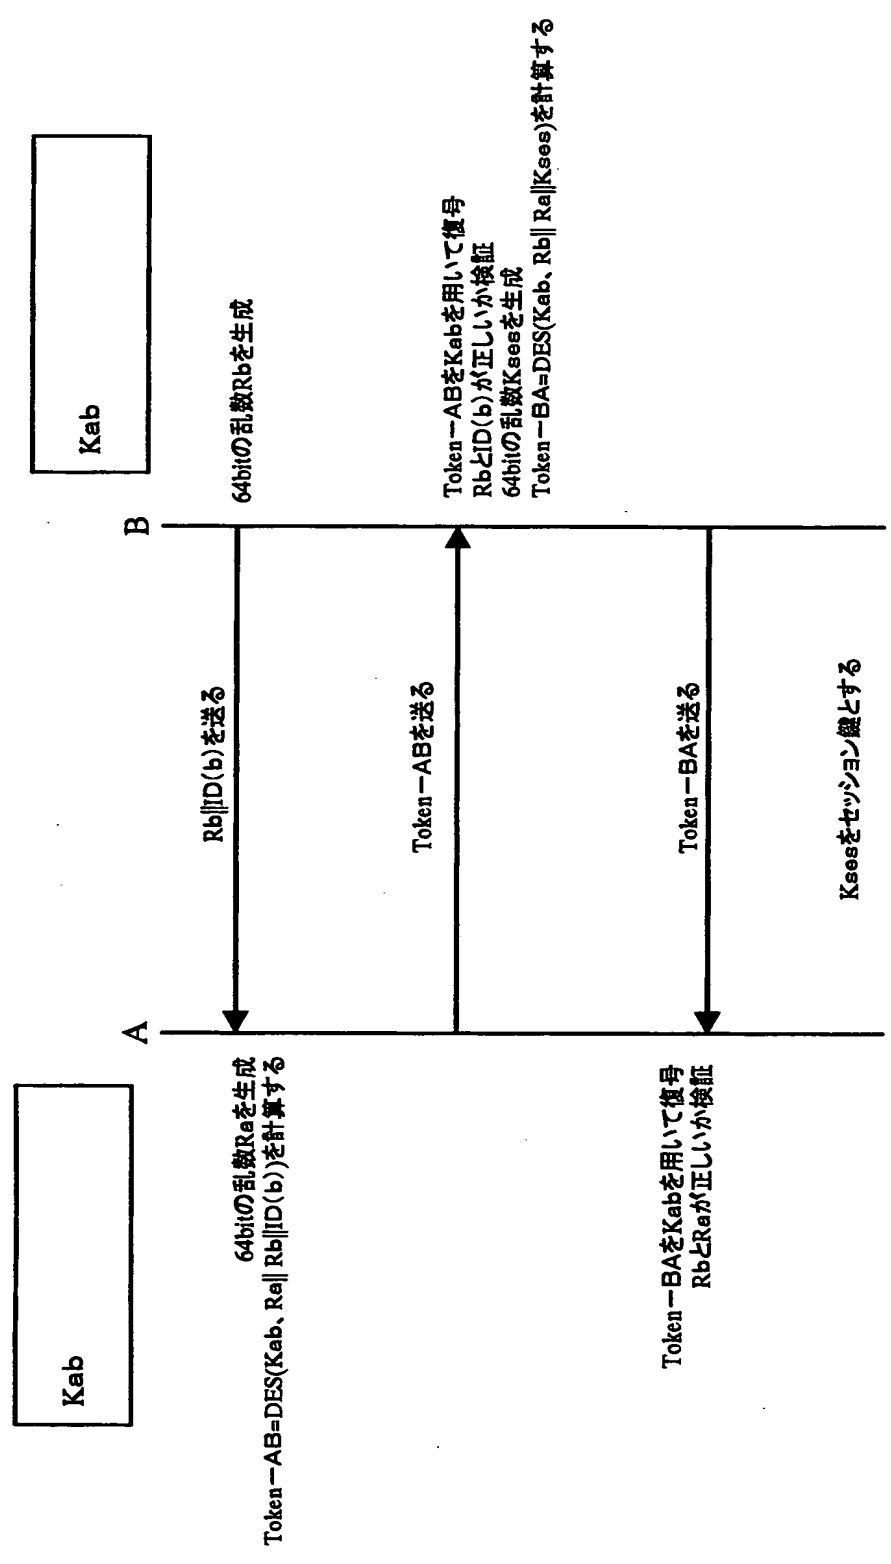 Kab
Kab
A
B
64bitの乱数Rbを生成
Rb||ID(b)を送る
64bitの乱数Raを生成
Token-AB=DES(Kab、Ra|| Rb||ID(b))を計算する
Token-ABを送る
Token-ABをKabを用いて復号
RbとID(b)が正しいか検証
64bitの乱数Ksesを生成
Token-BA=DES(Kab、Rb|| Ra||Kses)を計算する
Token-BAを送る
Token-BAをKabを用いて復号
RbとRaが正しいか検証
Ksesをセッション鍵とする